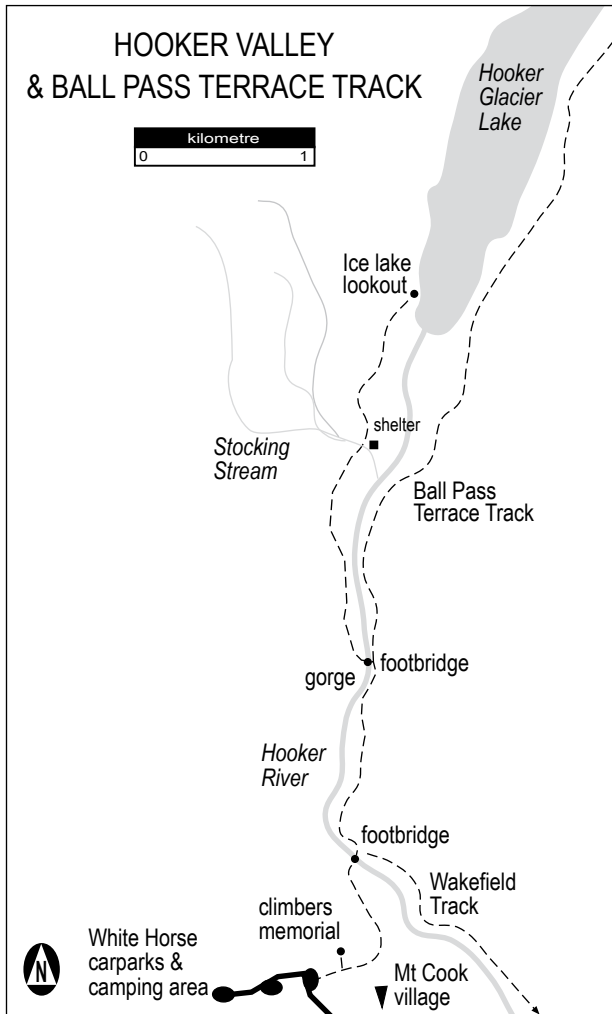 HOOKER VALLEY
& BALL PASS TERRACE TRACK
kilometre
0 1
Hooker
Glacier
Lake
Ice lake
lookout
shelter
Stocking
Stream
Ball Pass
Terrace Track
footbridge
gorge
Hooker
River
footbridge
Wakefield
Track
climbers
memorial
White Horse
carparks &
camping area
Mt Cook
village
N